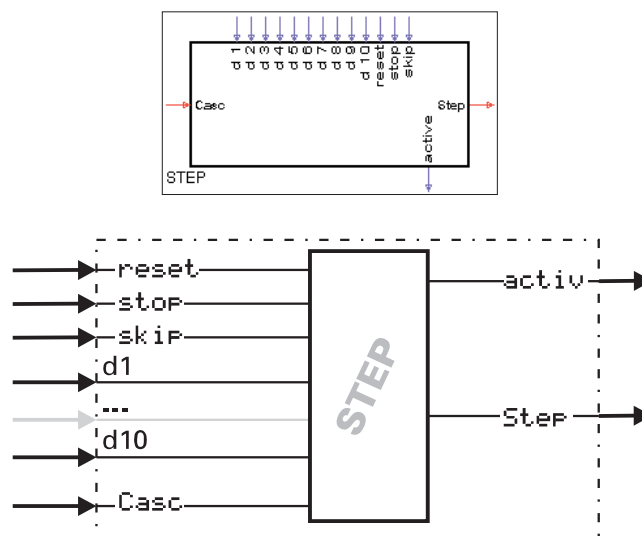 d 1
d 2
d 3
d 4
d 5
d 6
d 7
d 8
d 9
d 10
reset
stop
skip
Casc
Step
active
STEP
reset
stop
skip
d1
---
d10
Casc
STEP
activ
Step